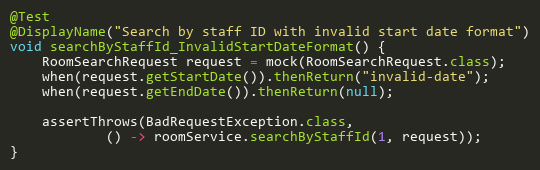 @Test
@DisplayName("Search by staff ID with invalid start date format")
void searchByStaffId_InvalidStartDateFormat() {
    RoomSearchRequest request = mock(RoomSearchRequest.class);
    when(request.getStartDate()).thenReturn("invalid-date");
    when(request.getEndDate()).thenReturn(null);

    assertThrows(BadRequestException.class,
            () -> roomService.searchByStaffId(1, request));
}